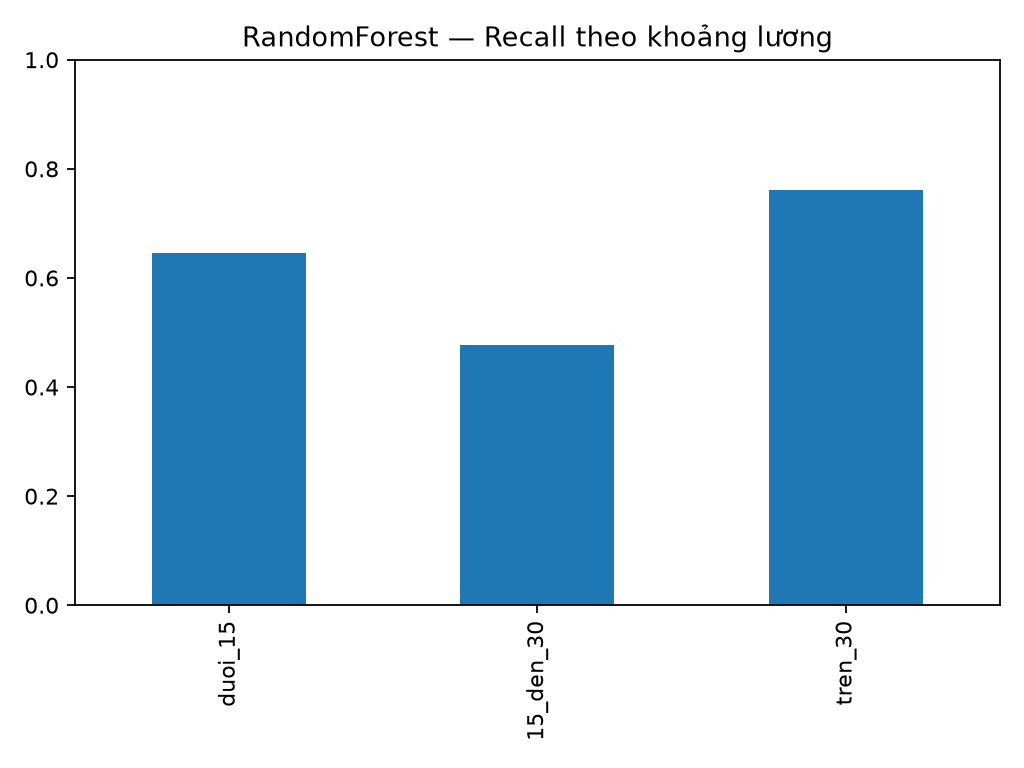 RandomForest — Recall theo khoảng lương
1.0
0.8
0.6
0.4
0.2
0.0
duoi_15
15_den_30
tren_30